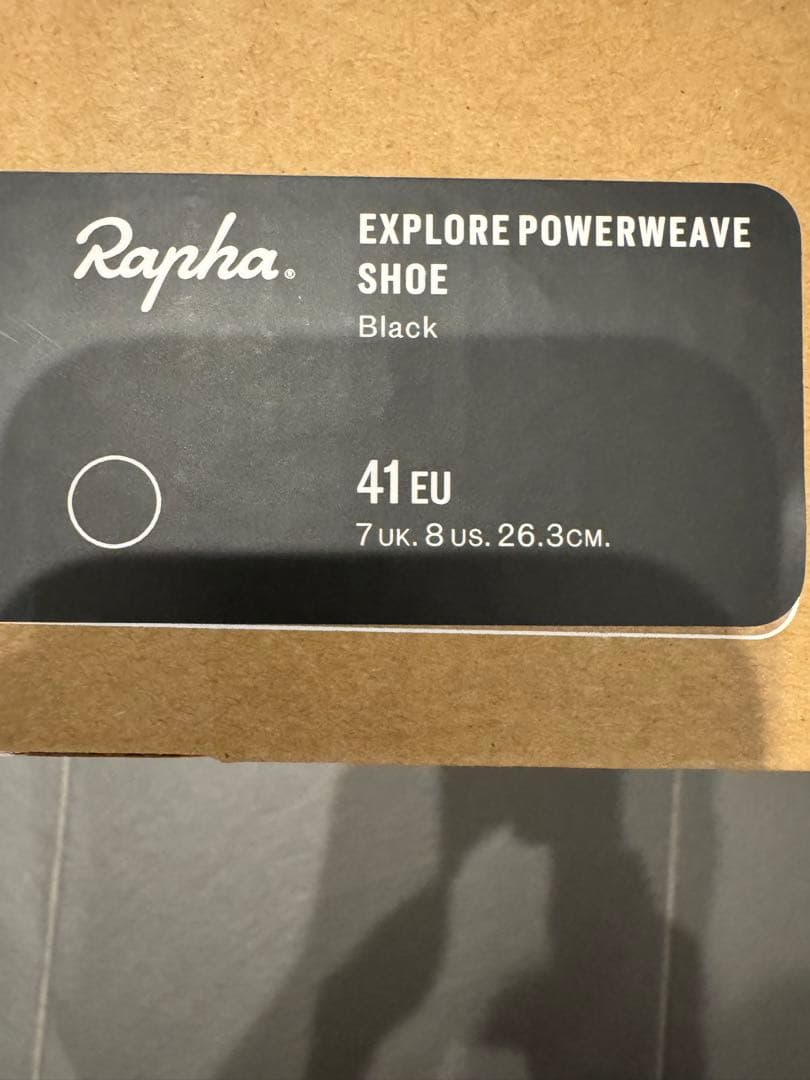 Rapha®
EXPLORE POWERWEAVE
SHOE
Black
41 EU
7 UK. 8 US. 26.3CM.